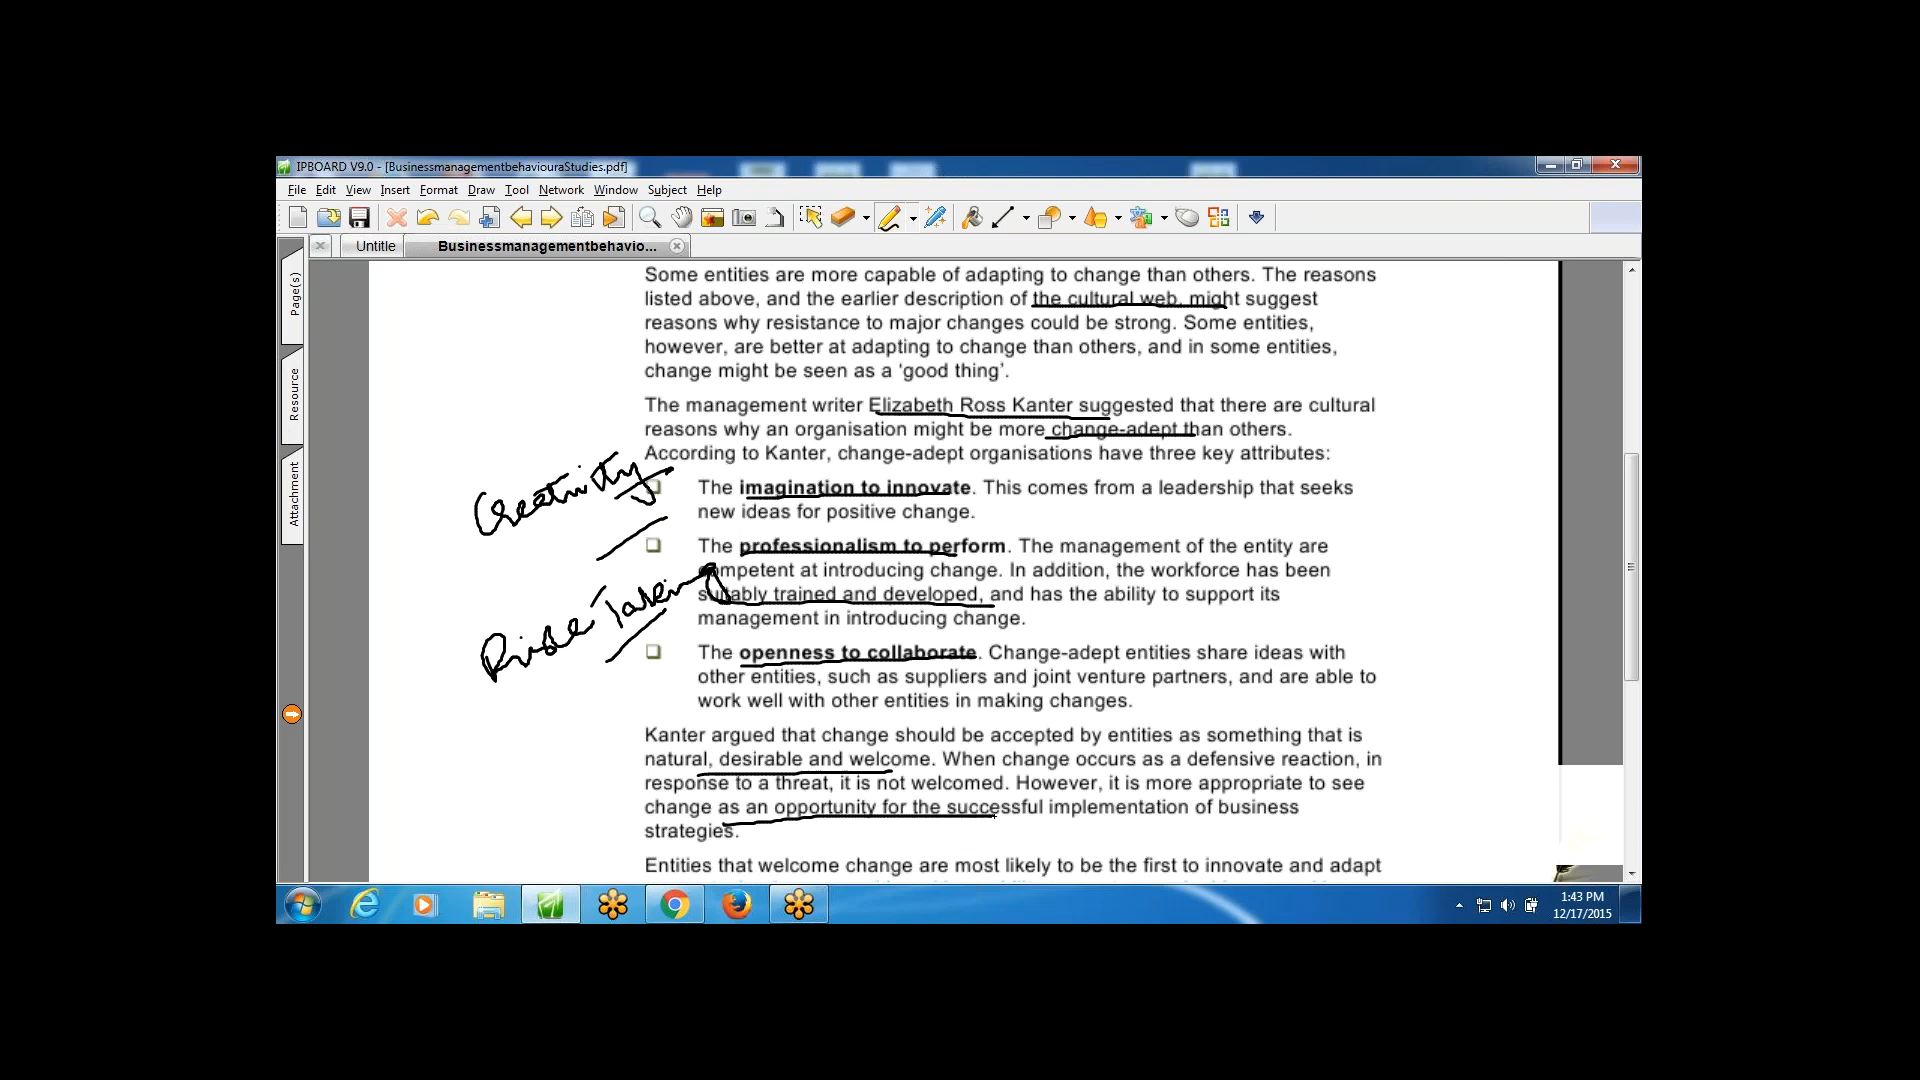 IPBOARD V9.0 - [BusinessmanagementbehaviouraStudies.pdf]
File Edit View Insert Format Draw Tool Network Window Subject Help
Untitle Businessmanagementbehavio...
Page(s)
Resource
Attachment
Some entities are more capable of adapting to change than others. The reasons
listed above, and the earlier description of the cultural web, might suggest
reasons why resistance to major changes could be strong. Some entities,
however, are better at adapting to change than others, and in some entities,
change might be seen as a ‘good thing’.
The management writer Elizabeth Ross Kanter suggested that there are cultural
reasons why an organisation might be more change-adept than others.
According to Kanter, change-adept organisations have three key attributes:
Creativity
The imagination to innovate. This comes from a leadership that seeks
new ideas for positive change.
The professionalism to perform. The management of the entity are
competent at introducing change. In addition, the workforce has been
suitably trained and developed, and has the ability to support its
management in introducing change.
Taking
The openness to collaborate. Change-adept entities share ideas with
other entities, such as suppliers and joint venture partners, and are able to
work well with other entities in making changes.
Kanter argued that change should be accepted by entities as something that is
natural, desirable and welcome. When change occurs as a defensive reaction, in
response to a threat, it is not welcomed. However, it is more appropriate to see
change as an opportunity for the successful implementation of business
strategies.
Entities that welcome change are most likely to be the first to innovate and adapt
1:43 PM
12/17/2015